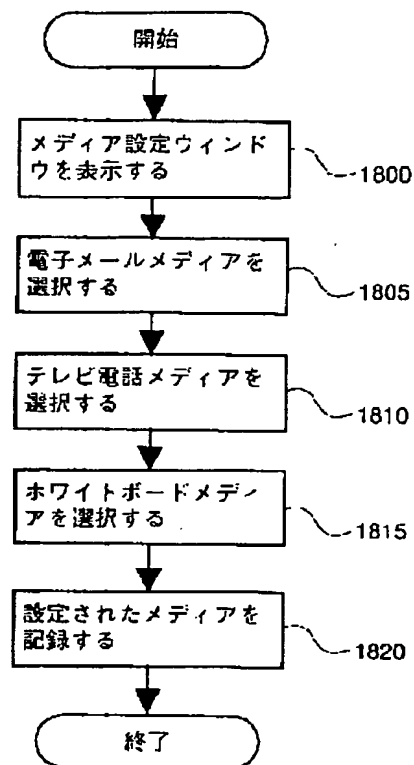 開始
メディア設定ウィンド
ウを表示する
1800
電子メールメディアを
選択する
1805
テレビ電話メディアを
選択する
1810
ホワイトボードメディ
アを選択する
1815
設定されたメディアを
記録する
1820
終了